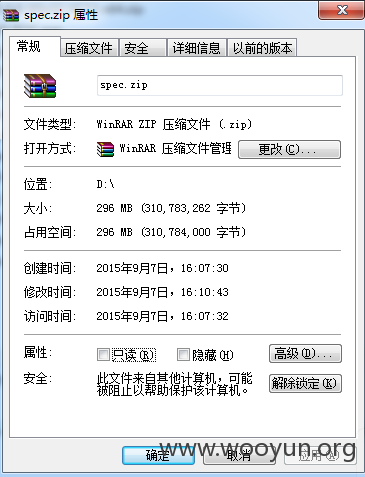 spec.zip 属性
常规 压缩文件 安全 详细信息 以前的版本
spec.zip
文件类型: WinRAR ZIP 压缩文件 (.zip)
打开方式: WinRAR 压缩文件管理 更改(C)...
位置: D:\
大小: 296 MB (310,783,262 字节)
占用空间: 296 MB (310,784,000 字节)
创建时间: 2015年9月7日，16:07:30
修改时间: 2015年9月7日，16:10:43
访问时间: 2015年9月7日，16:07:32
属性: 只读(R) 隐藏(H) 高级(D)...
安全: 此文件来自其他计算机，可能
被阻止以帮助保护该计算机。 解除锁定(K)
www.wooyun.org
确定 取消 应用(A)